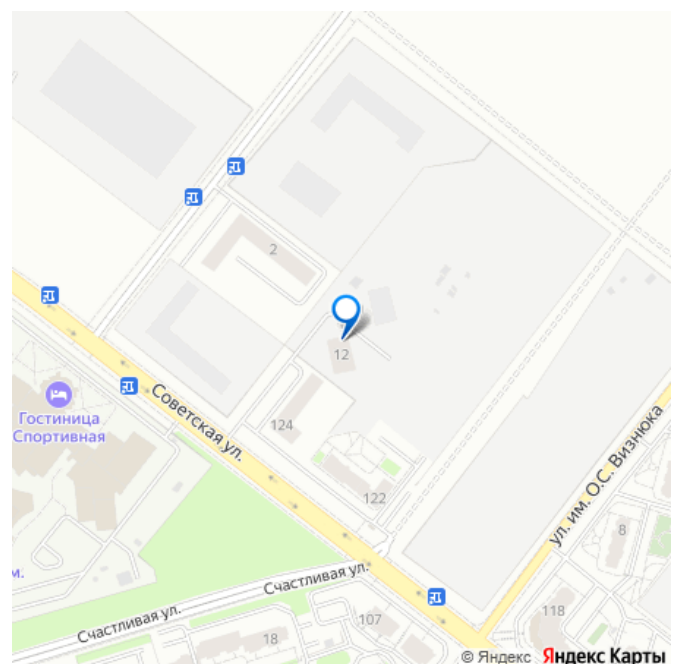 2
12
Гостиница
Спортивная
Советская ул.
124
122
ул. им. О.С. Визнюка
8
м.
Счастливая ул.
Счастливая ул.
107
118
18
© Яндекс Яндекс Карты